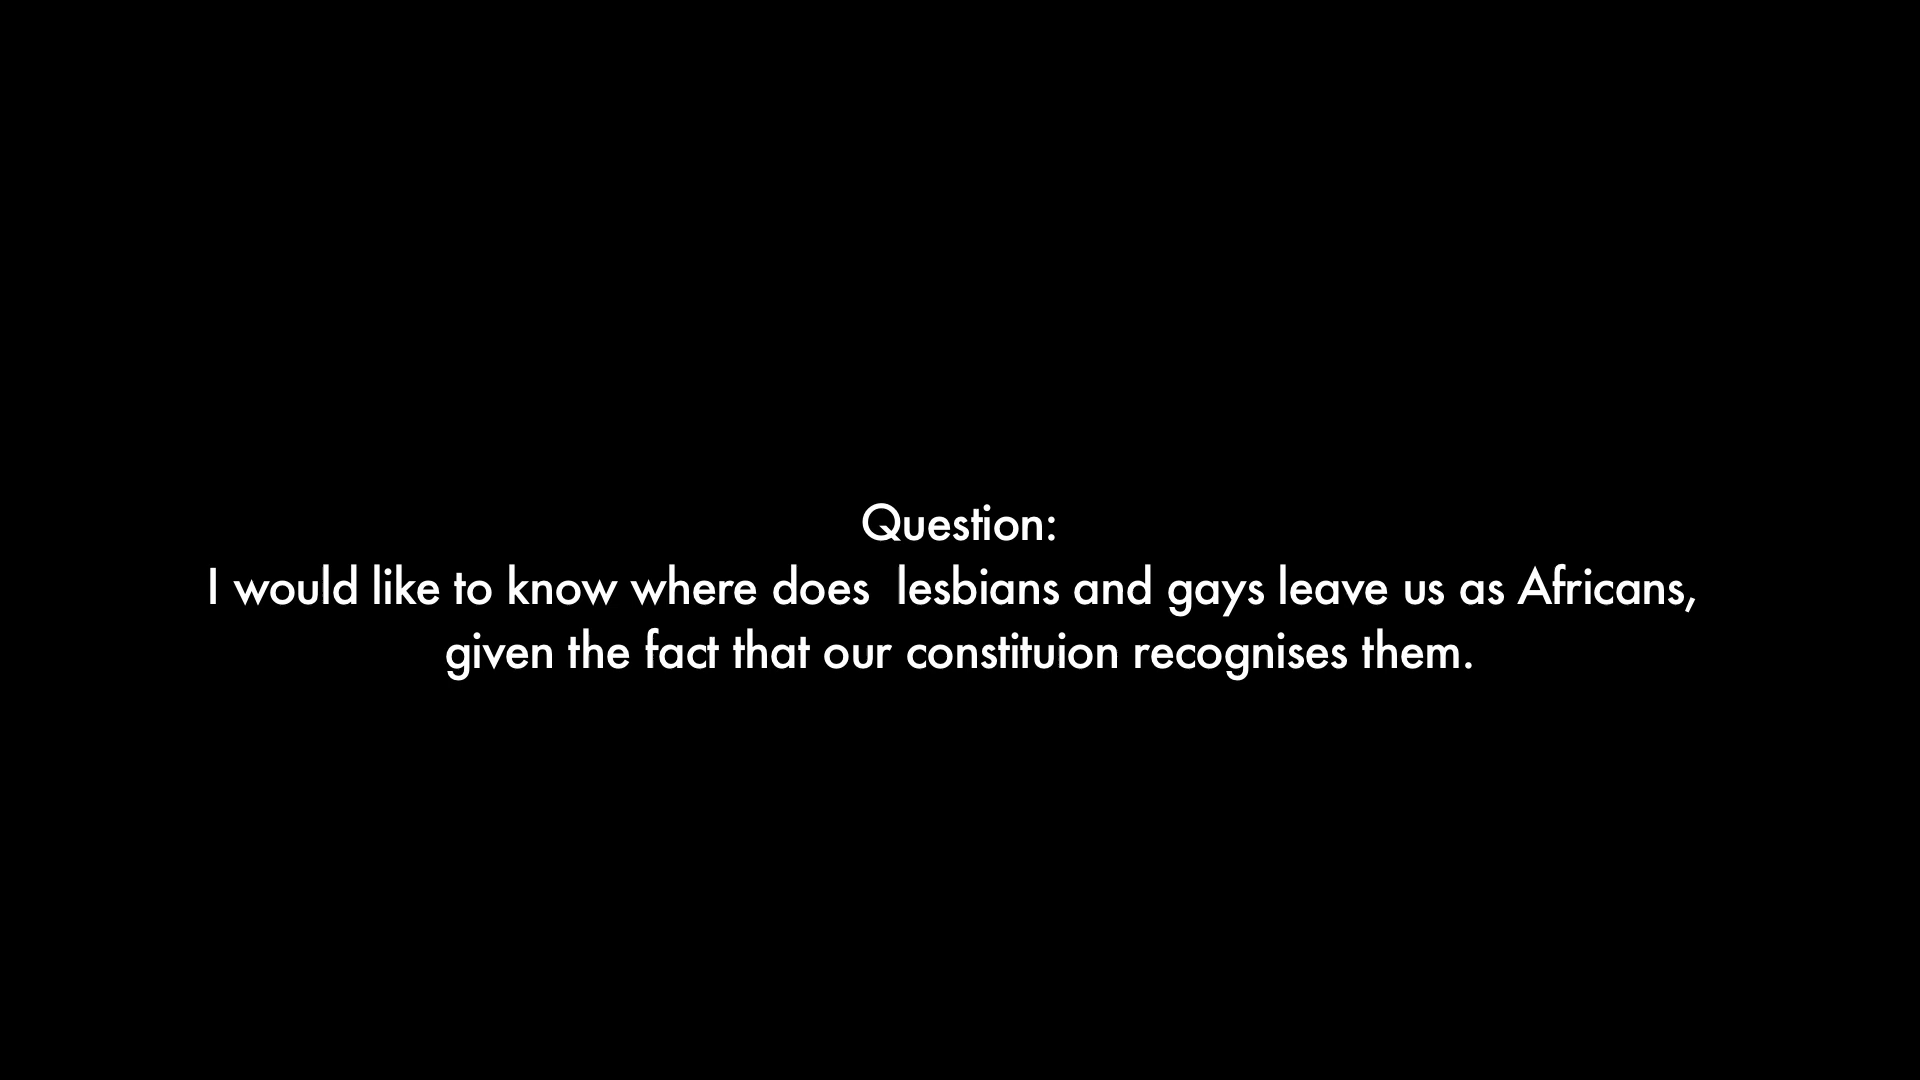 Question:
I would like to know where does  lesbians and gays leave us as Africans,
given the fact that our constituion recognises them.